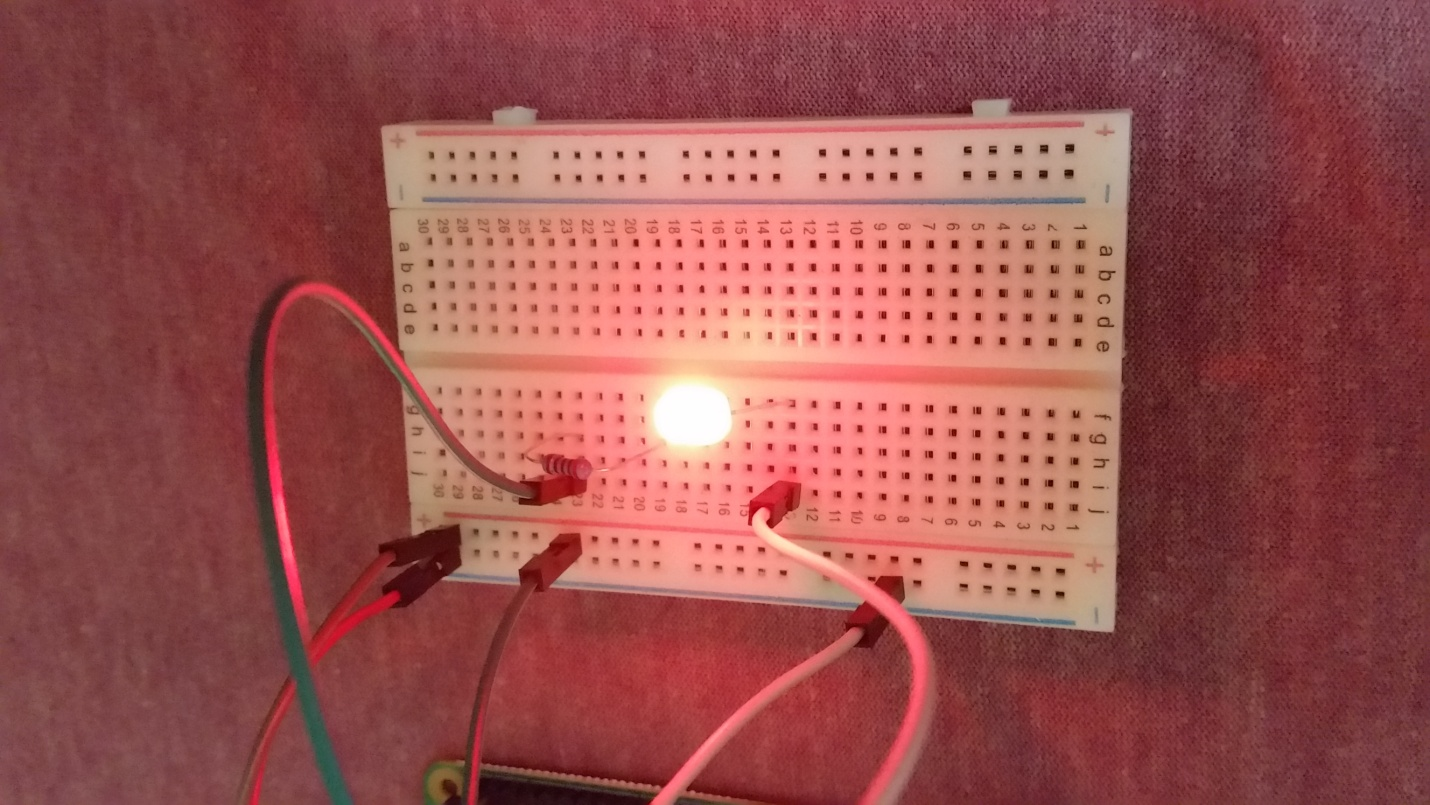 + +
- -
30 29 28 27 26 25 24 23 22 21 20 19 18 17 16 15 14 13 12 11 10 9 8 7 6 5 4 3 2 1
a a
b b
c c
d d
e e
f
g g
h h
i i
j j
30 29 28 27 22 21 20 19 18 17 16 12 11 10 9 8 7 6 5 4 3 2 1
+ +
-